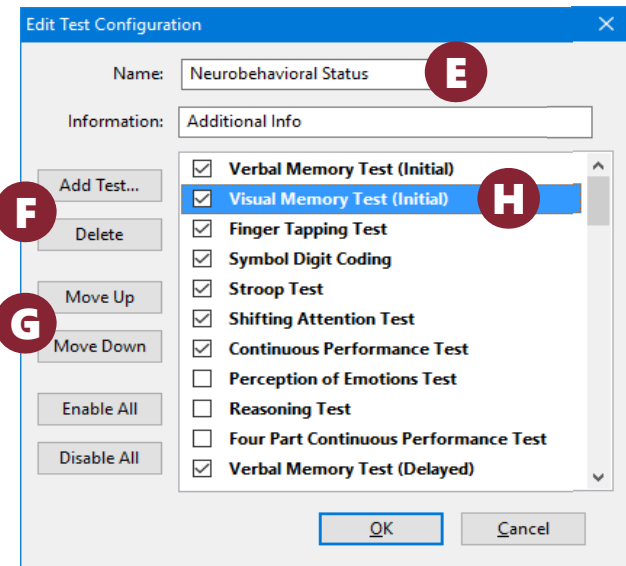 Edit Test Configuration
Name: Neurobehavioral Status E
Information: Additional Info
Add Test...
F
Delete
Move Up
G
Move Down
Enable All
Disable All
Verbal Memory Test (Initial)
Visual Memory Test (Initial) H
Finger Tapping Test
Symbol Digit Coding
Stroop Test
Shifting Attention Test
Continuous Performance Test
Perception of Emotions Test
Reasoning Test
Four Part Continuous Performance Test
Verbal Memory Test (Delayed)
OK Cancel